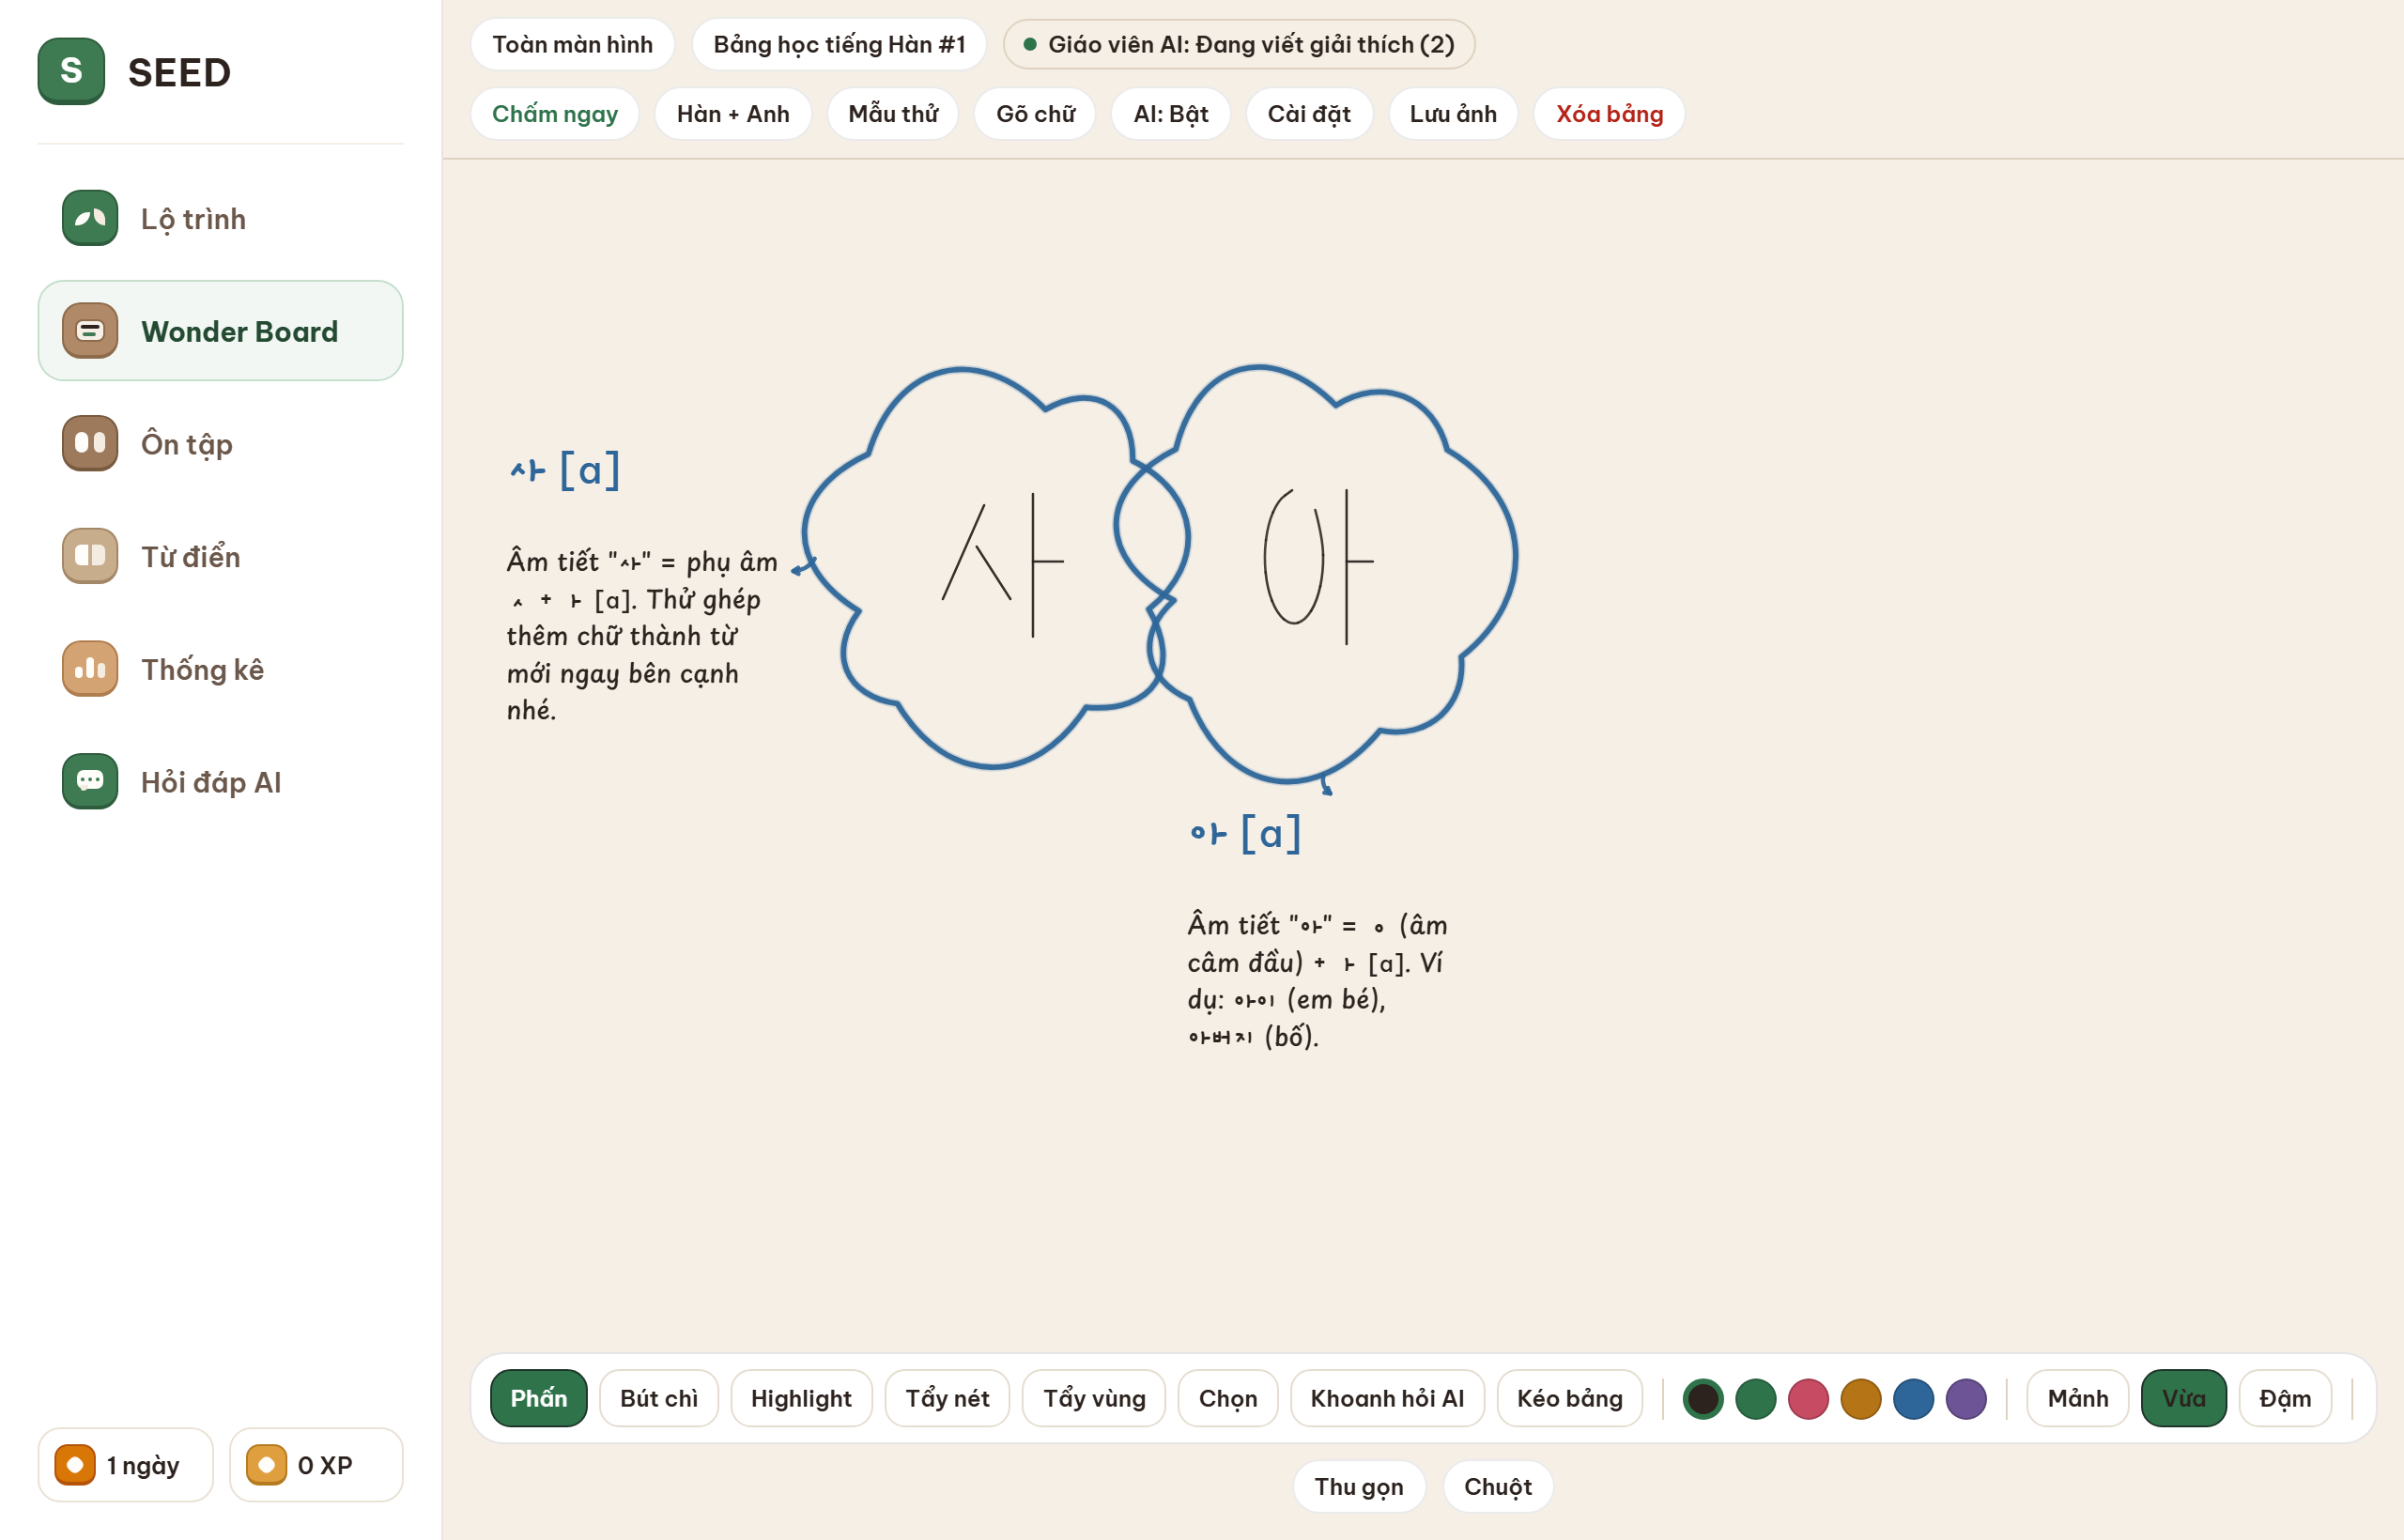 S SEED
Lộ trình
Wonder Board
Ôn tập
Từ điển
Thống kê
Hỏi đáp AI
1 ngày
0 XP
Toàn màn hình
Bảng học tiếng Hàn #1
Giáo viên AI: Đang viết giải thích (2)
Chấm ngay
Hàn + Anh
Mẫu thử
Gõ chữ
AI: Bật
Cài đặt
Lưu ảnh
Xóa bảng
사 [a]
Âm tiết "사" = phụ âm
ㅅ + ㅏ [a]. Thử ghép
thêm chữ thành từ
mới ngay bên cạnh
nhé.
사
아
아 [a]
Âm tiết "아" = ㅇ (âm
câm đầu) + ㅏ [a]. Ví
dụ: 아이 (em bé),
아버지 (bố).
Phấn
Bút chì
Highlight
Tẩy nét
Tẩy vùng
Chọn
Khoanh hỏi AI
Kéo bảng
Mảnh
Vừa
Đậm
Thu gọn
Chuột